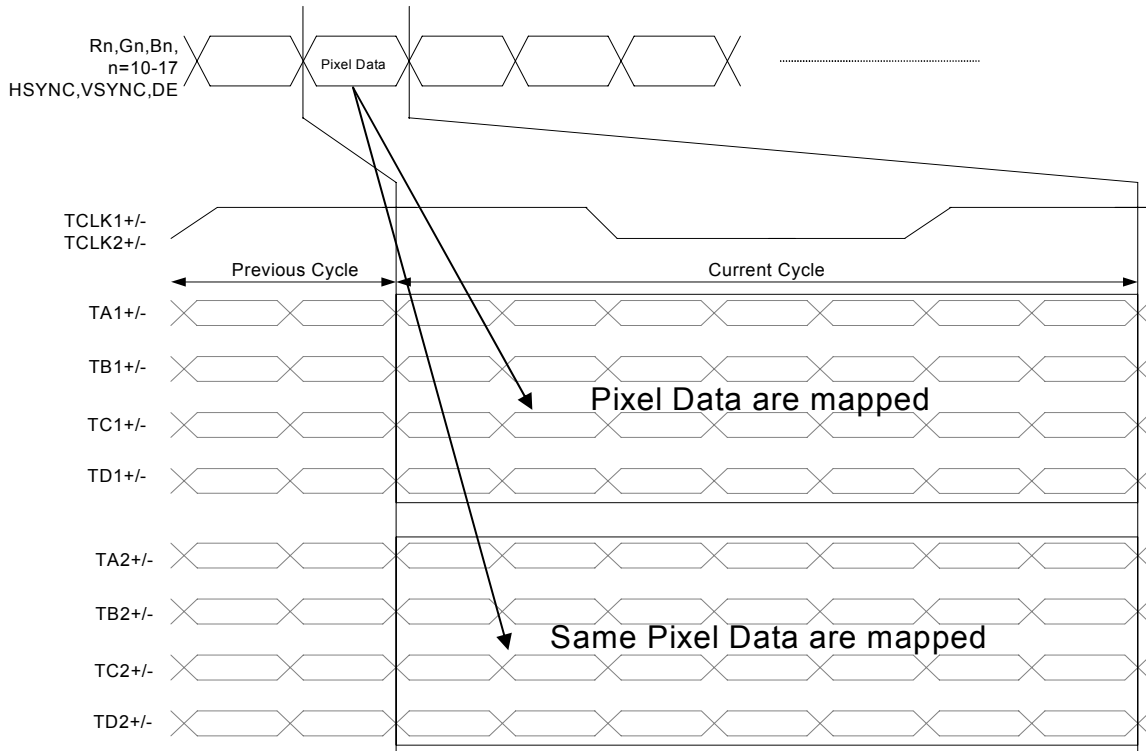 Rn,Gn,Bn,
n=10-17
HSYNC,VSYNC,DE
Pixel Data
TCLK1+/-
TCLK2+/-
Previous Cycle
Current Cycle
TA1+/-
TB1+/-
Pixel Data are mapped
TC1+/-
TD1+/-
TA2+/-
TB2+/-
Same Pixel Data are mapped
TC2+/-
TD2+/-